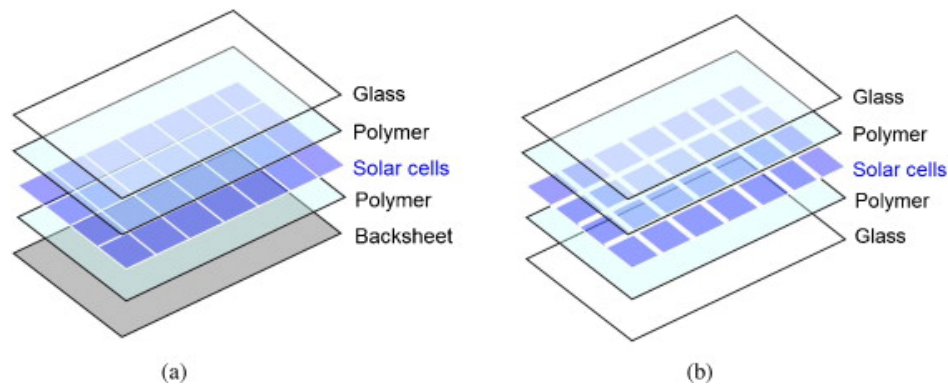 Glass
Polymer
Solar cells
Polymer
Backsheet
(a)
Glass
Polymer
Solar cells
Polymer
Glass
(b)